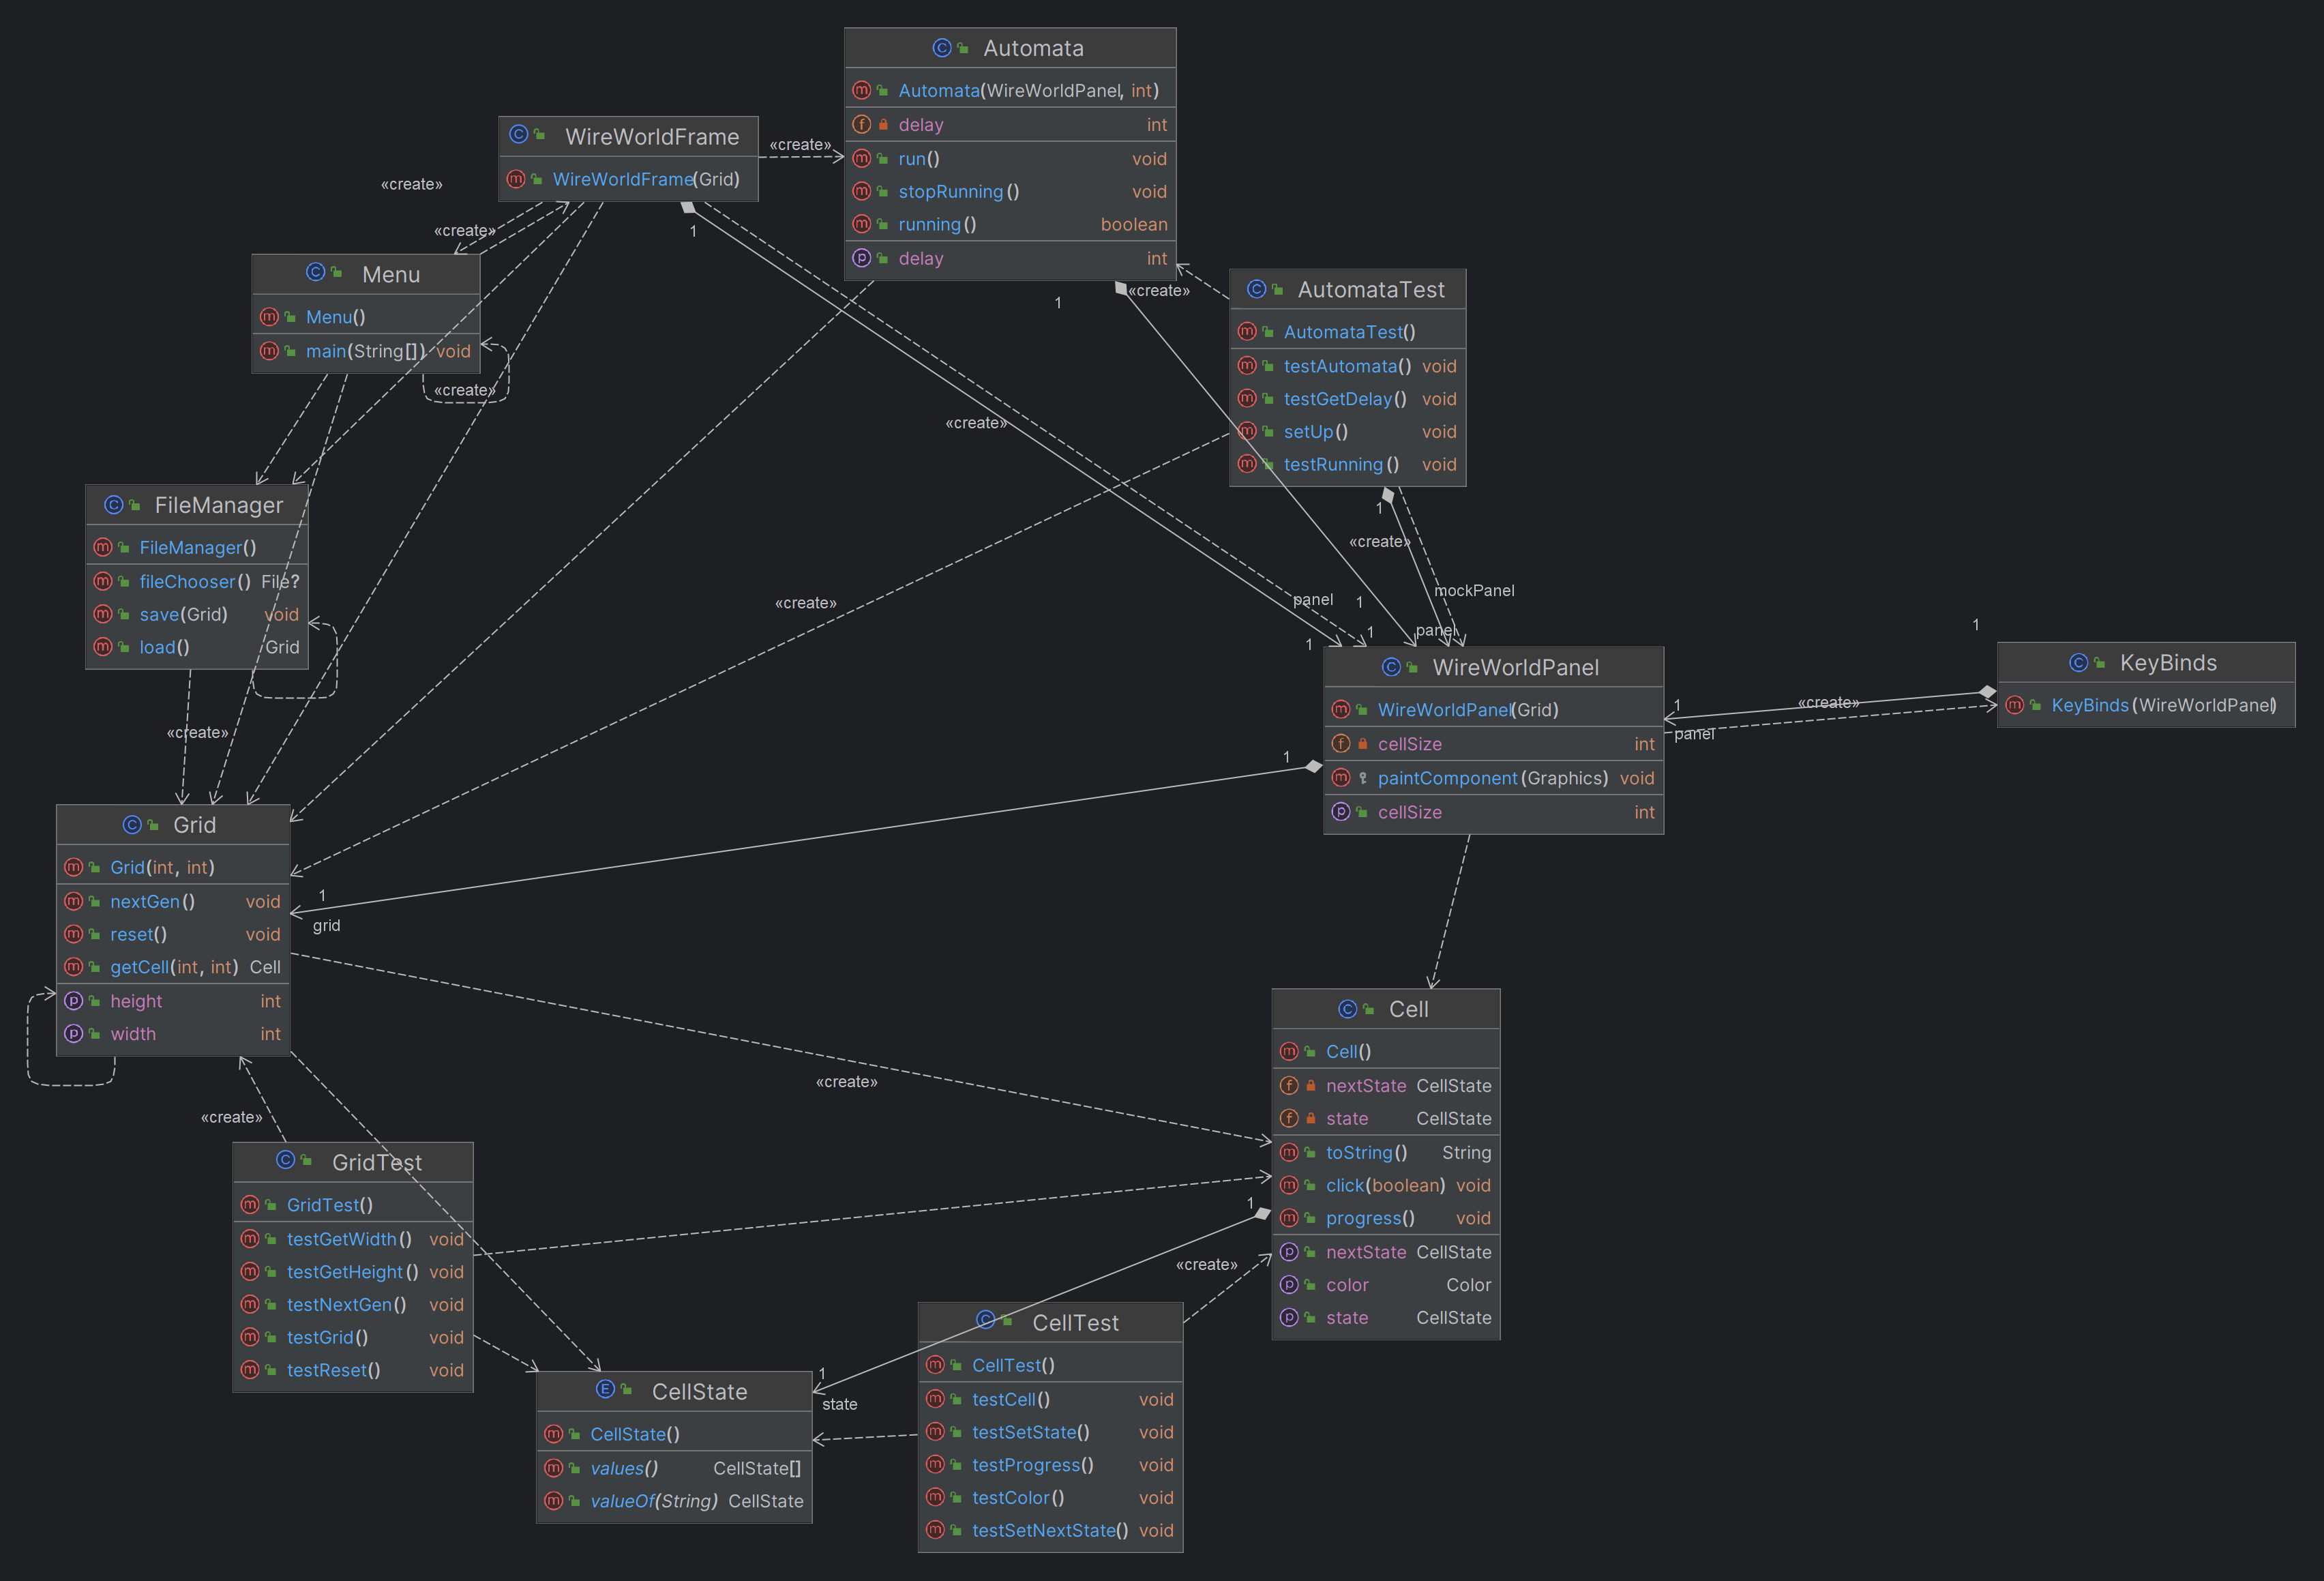 Automata
Automata(WireWorldPanel, int)
delay int
run() void
stopRunning() void
running() boolean
delay int
WireWorldFrame
WireWorldFrame(Grid)
«create»
«create»
«create»
Menu
Menu()
main(String[]) void
«create»
1
1
«create»
AutomataTest
AutomataTest()
testAutomata() void
testGetDelay() void
setUp() void
testRunning() void
«create»
1
«create»
mockPanel
FileManager
FileManager()
fileChooser() File?
save(Grid) void
load() Grid
«create»
«create»
panel
1
1
1
panel
WireWorldPanel
WireWorldPanel(Grid)
cellSize int
paintComponent(Graphics) void
cellSize int
1
KeyBinds
KeyBinds(WireWorldPanel)
1
«create»
panel
1
Grid
Grid(int, int)
nextGen() void
reset() void
getCell(int, int) Cell
height int
width int
1
grid
«create»
Cell
Cell()
nextState CellState
state CellState
toString() String
click(boolean) void
progress() void
nextState CellState
color Color
state CellState
«create»
GridTest
GridTest()
testGetWidth() void
testGetHeight() void
testNextGen() void
testGrid() void
testReset() void
1
«create»
CellState
CellState()
values() CellState[]
valueOf(String) CellState
1
state
CellTest
CellTest()
testCell() void
testSetState() void
testProgress() void
testColor() void
testSetNextState() void